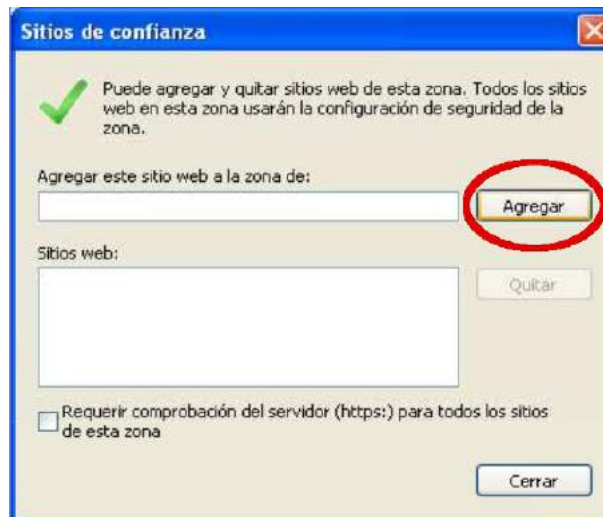 Sitios de confianza
Puede agregar y quitar sitios web de esta zona. Todos los sitios
web en esta zona usarán la configuración de seguridad de la
zona.
Agregar este sitio web a la zona de:
Agregar
Sitios web:
Quitar
Requerir comprobación del servidor (https:) para todos los sitios
de esta zona
Cerrar